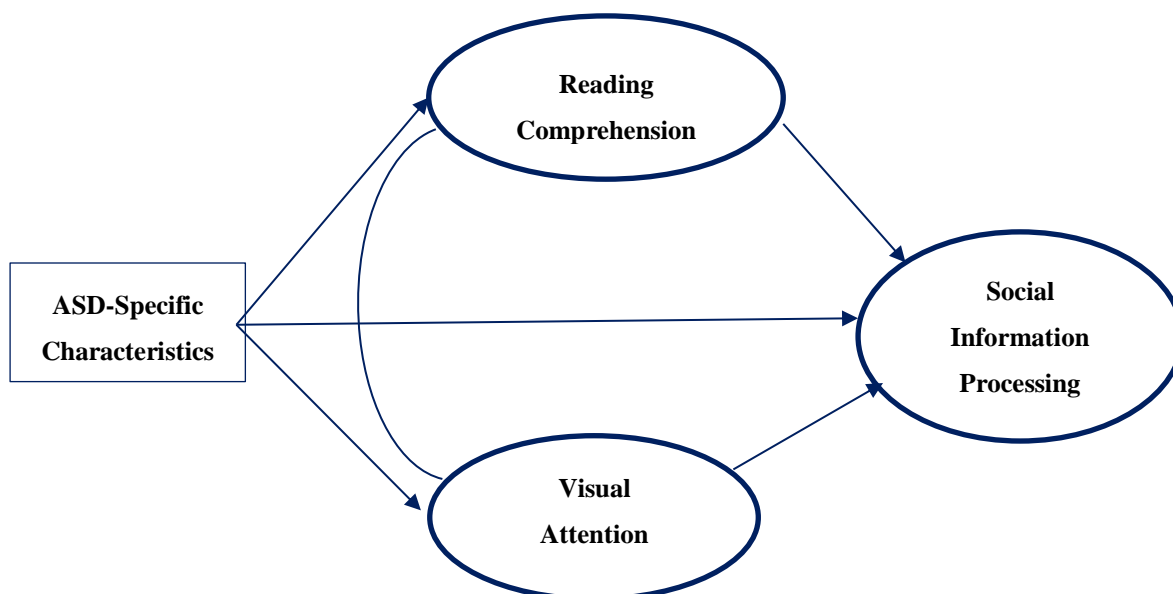 Reading
Comprehension
ASD-Specific
Characteristics
Social
Information
Processing
Visual
Attention